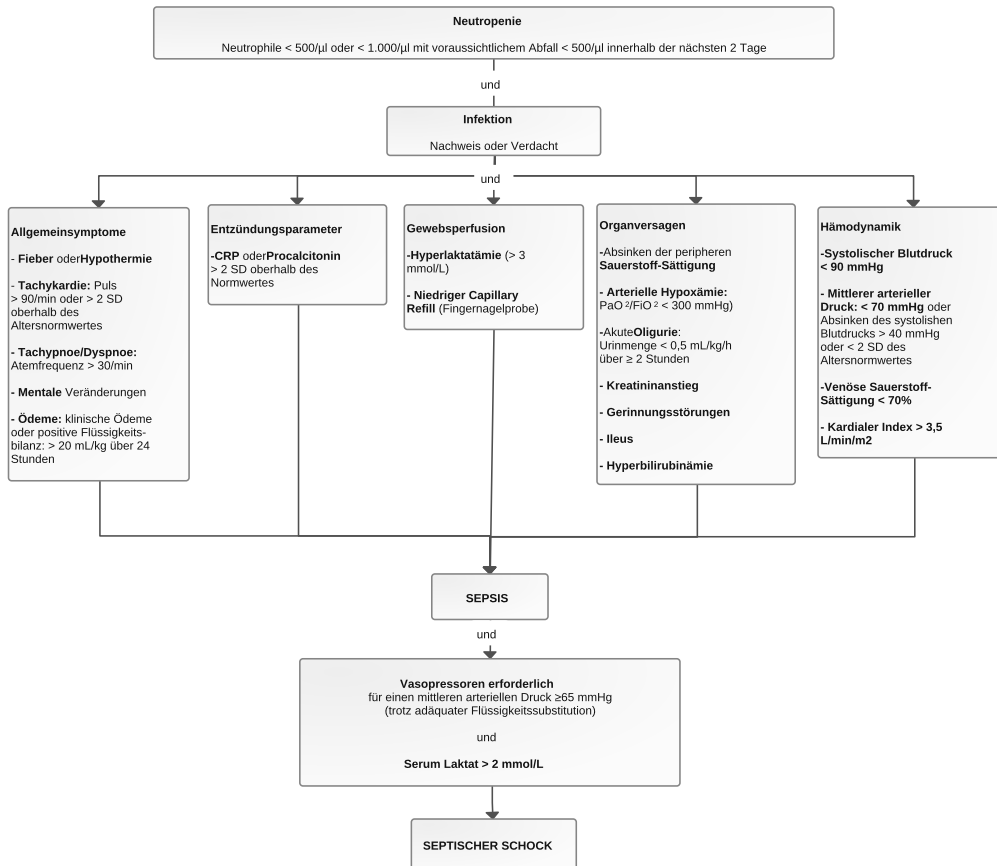 Neutropenie
Neutrophile < 500/µl oder < 1.000/µl mit voraussichtlichem Abfall < 500/µl innerhalb der nächsten 2 Tage
und
Infektion
Nachweis oder Verdacht
und
Allgemeinsymptome
- Fieber oderHypothermie
- Tachykardie: Puls
> 90/min oder > 2 SD
oberhalb des
Altersnormwertes
- Tachypnoe/Dyspnoe:
Atemfrequenz > 30/min
- Mentale Veränderungen
- Ödeme: klinische Ödeme
oder positive Flüssigkeits-
bilanz: > 20 mL/kg über 24
Stunden
Entzündungsparameter
-CRP oderProcalcitonin
> 2 SD oberhalb des
Normwertes
Gewebsperfusion
-Hyperlaktatämie (> 3
mmol/L)
- Niedriger Capillary
Refill (Fingernagelprobe)
Organversagen
-Absinken der peripheren
Sauerstoff-Sättigung
- Arterielle Hypoxämie:
PaO ²/FiO ² < 300 mmHg)
-AkuteOligurie:
Urinmenge < 0,5 mL/kg/h
über ≥ 2 Stunden
- Kreatininanstieg
- Gerinnungsstörungen
- Ileus
- Hyperbilirubinämie
Hämodynamik
-Systolischer Blutdruck
< 90 mmHg
- Mittlerer arterieller
Druck: < 70 mmHg oder
Absinken des systolishen
Blutdrucks > 40 mmHg
oder < 2 SD des
Altersnormwertes
-Venöse Sauerstoff-
Sättigung < 70%
- Kardialer Index > 3,5
L/min/m2
SEPSIS
und
Vasopressoren erforderlich
für einen mittleren arteriellen Druck ≥65 mmHg
(trotz adäquater Flüssigkeitssubstitution)
und
Serum Laktat > 2 mmol/L
SEPTISCHER SCHOCK